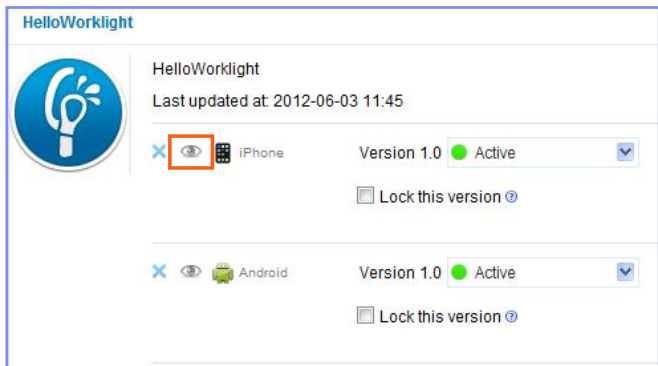 HelloWorklight
HelloWorklight
Last updated at: 2012-06-03 11:45
iPhone Version 1.0 Active
Lock this version ?
Android Version 1.0 Active
Lock this version ?